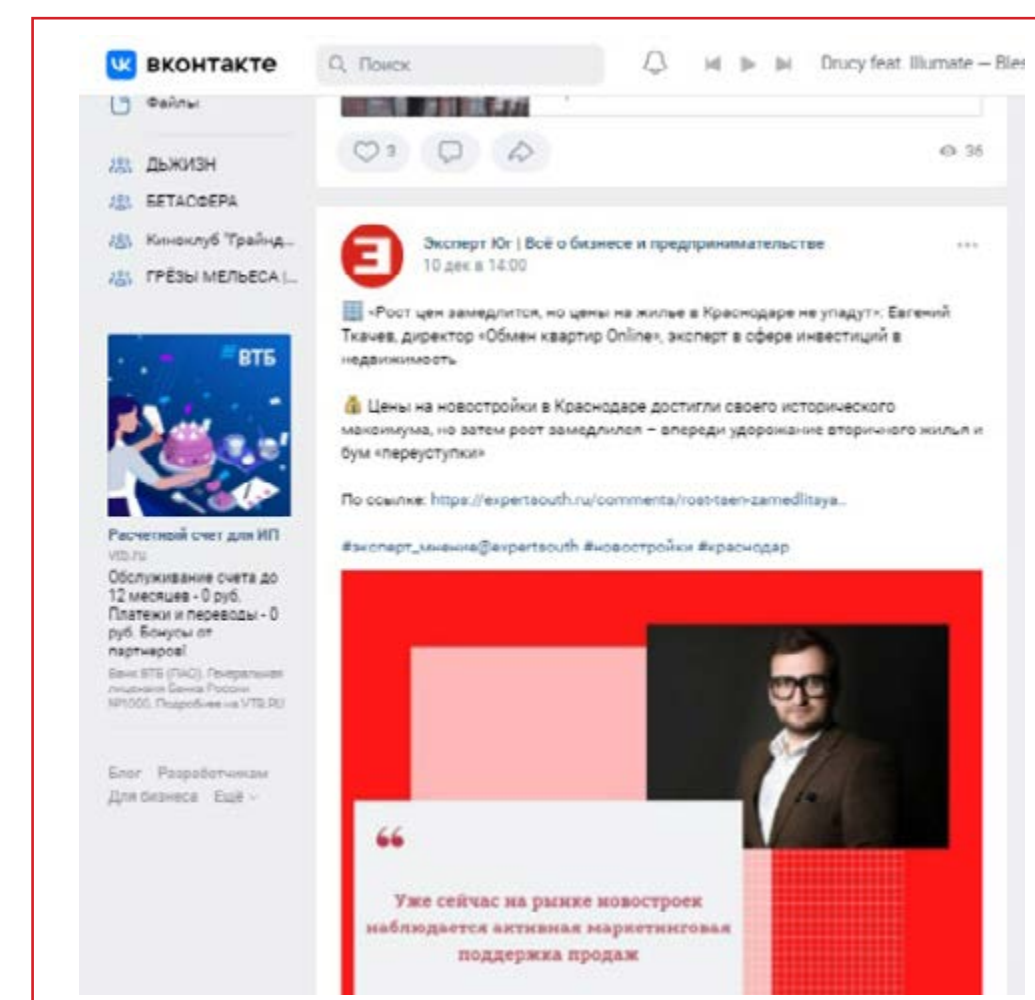 вконтакте
Поиск
Drucy feat. Illumate — Bles
Файлы
3
36
ДЬЖИЗН
БЕТАСФЕРА
Киноклуб "Грайнд...
ГРЁЗЫ МЕЛЬЕСА |...
Эксперт Юг | Всё о бизнесе и предпринимательстве
10 дек в 14:00
«Рост цен замедлится, но цены на жилье в Краснодаре не упадут». Евгений
Ткачев, директор «Обмен квартир Online», эксперт в сфере инвестиций в
недвижимость
Цены на новостройки в Краснодаре достигли своего исторического
максимума, но затем рост замедлился – впереди удорожание вторичного жилья и
бум «переуступки»
По ссылке: https://expertsouth.ru/comments/rost-tsen-zamedlitsya..
#эксперт_мнение@expertsouth #новостройки #краснодар
ВТБ
Расчетный счет для ИП
vtb.ru
Обслуживание счета до
12 месяцев - 0 руб.
Платежи и переводы - 0
руб. Бонусы от
партнеров!
Банк ВТБ (ПАО). Генеральная
лицензия Банка России
№1000. Подробнее на VTB.RU
Блог Разработчикам
Для бизнеса Ещё
Уже сейчас на рынке новостроек
наблюдается активная маркетинговая
поддержка продаж